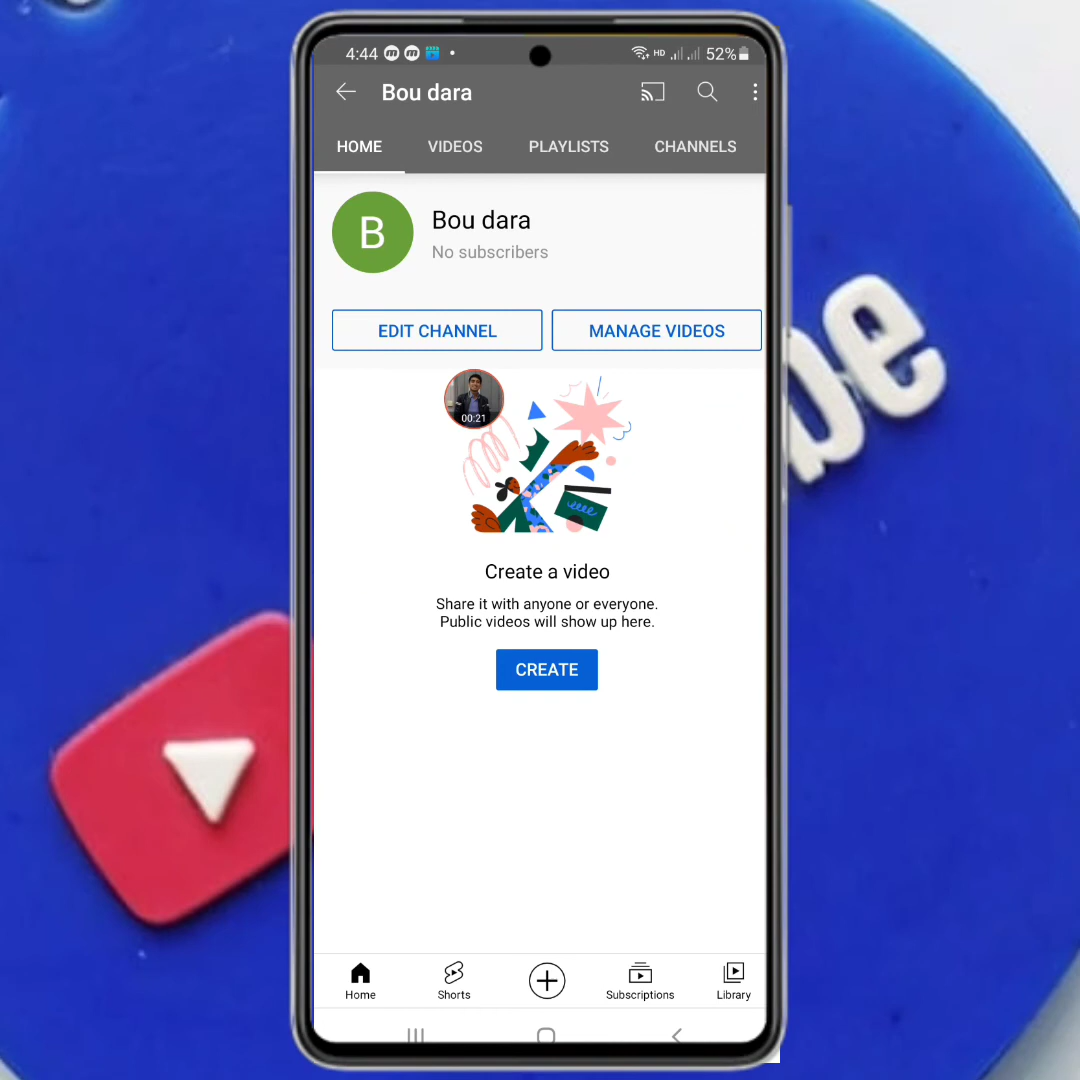 4:44 HD 52%
Bou dara
HOME VIDEOS PLAYLISTS CHANNELS
B
Bou dara
No subscribers
EDIT CHANNEL MANAGE VIDEOS
00:21
Create a video
Share it with anyone or everyone.
Public videos will show up here.
CREATE
Home Shorts Subscriptions Library
be